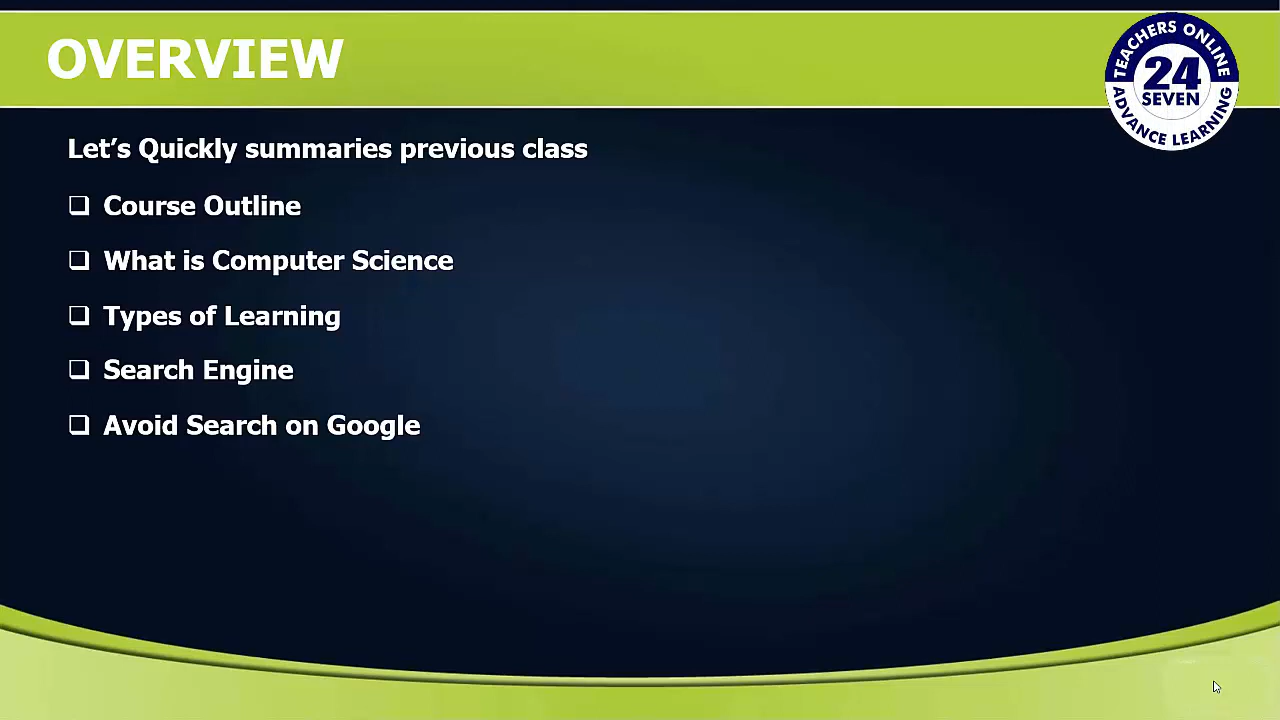 OVERVIEW
TEACHERS ONLINE
24
SEVEN
ADVANCE LEARNING
Let’s Quickly summaries previous class
❑ Course Outline
❑ What is Computer Science
❑ Types of Learning
❑ Search Engine
❑ Avoid Search on Google